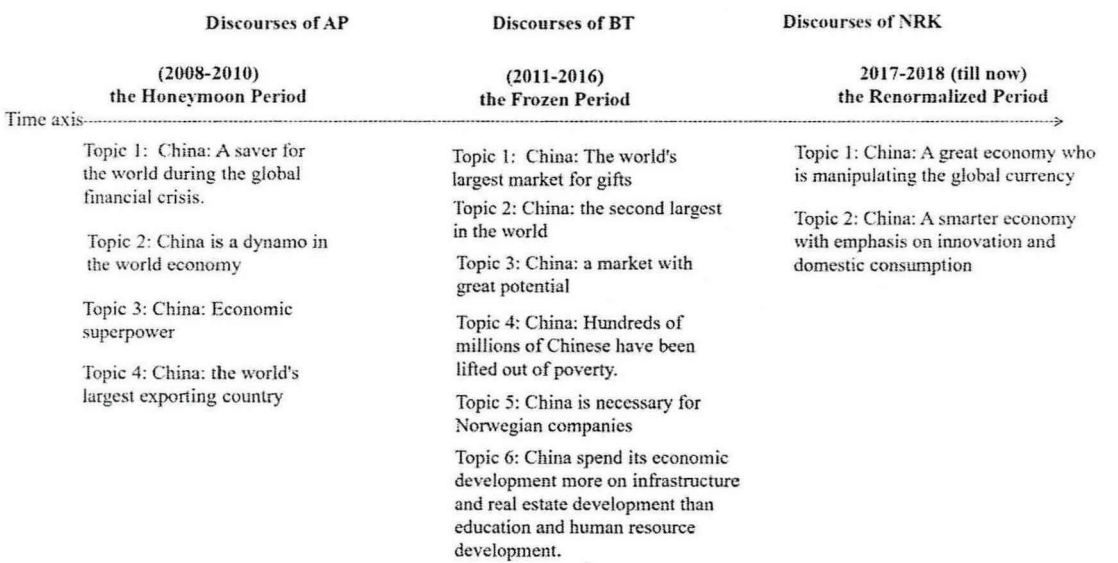 Discourses of AP
Discourses of BT
Discourses of NRK
(2008-2010)
the Honeymoon Period
(2011-2016)
the Frozen Period
2017-2018 (till now)
the Renormalized Period
Time axis
Topic 1: China: A saver for
the world during the global
financial crisis.
Topic 2: China is a dynamo in
the world economy
Topic 3: China: Economic
superpower
Topic 4: China: the world's
largest exporting country
Topic 1: China: The world's
largest market for gifts
Topic 2: China: the second largest
in the world
Topic 3: China: a market with
great potential
Topic 4: China: Hundreds of
millions of Chinese have been
lifted out of poverty.
Topic 5: China is necessary for
Norwegian companies
Topic 6: China spend its economic
development more on infrastructure
and real estate development than
education and human resource
development.
Topic 1: China: A great economy who
is manipulating the global currency
Topic 2: China: A smarter economy
with emphasis on innovation and
domestic consumption